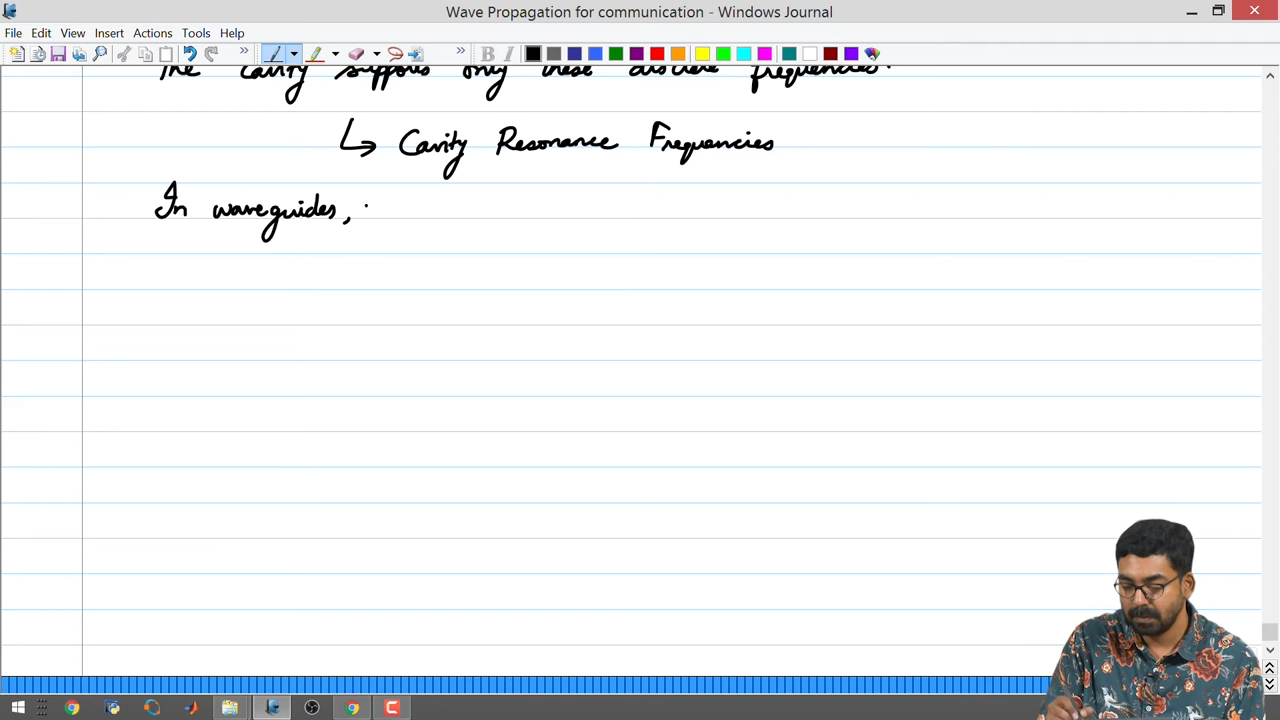 Wave Propagation for communication - Windows Journal
File Edit View Insert Actions Tools Help
B I
The cavity supports only these discrete frequencies.
↳ Cavity Resonance Frequencies
In waveguides,